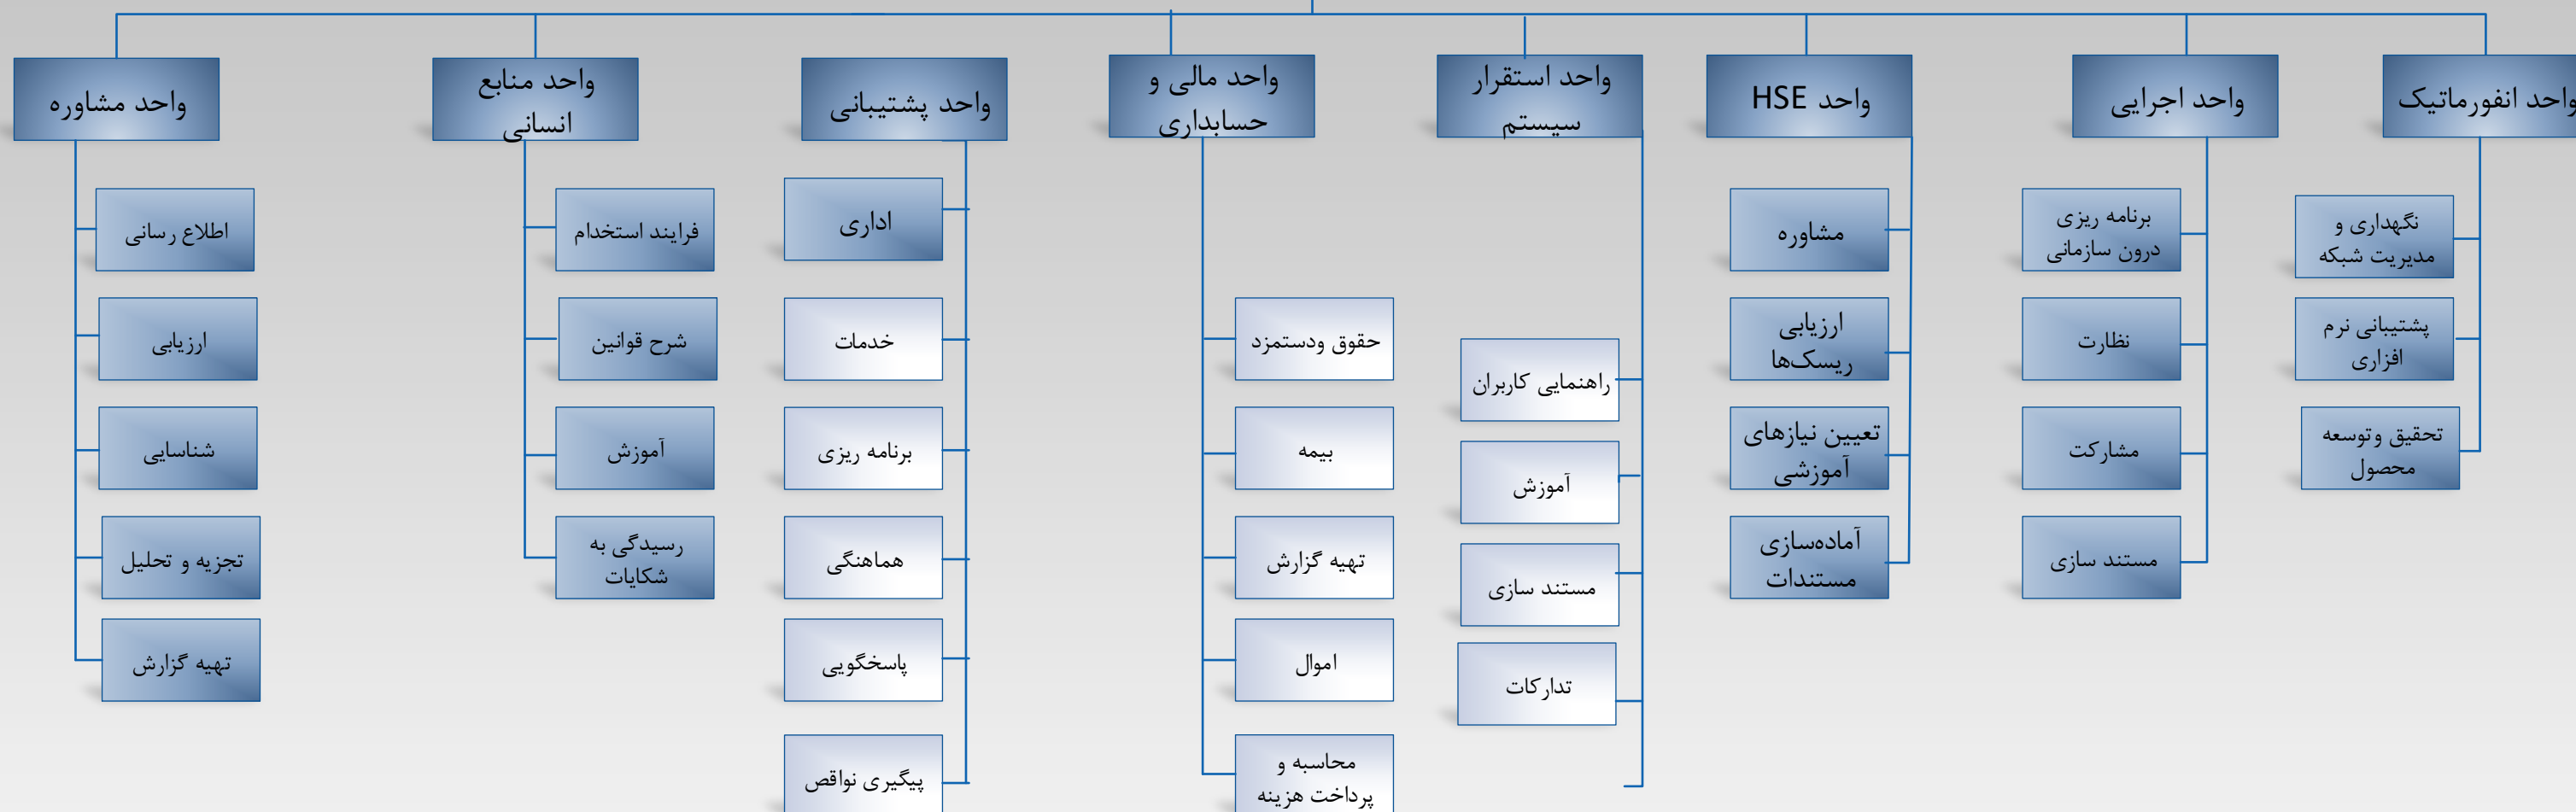 واحد انفورماتیک
نگهداری و
مدیریت شبکه
پشتیبانی نرم
افزاری
تحقیق وتوسعه
محصول
واحد اجرایی
برنامه ریزی
درون سازمانی
نظارت
مشارکت
مستند سازی
واحد HSE
مشاوره
ارزیابی
ریسک‌ها
تعیین نیازهای
آموزشی
آماده‌سازی
مستندات
واحد استقرار
سیستم
راهنمایی کاربران
آموزش
مستند سازی
تدارکات
واحد مالی و
حسابداری
حقوق ودستمزد
بیمه
تهیه گزارش
اموال
محاسبه و
پرداخت هزینه
واحد پشتیبانی
اداری
خدمات
برنامه ریزی
هماهنگی
پاسخگویی
پیگیری نواقص
واحد منابع
انسانی
فرایند استخدام
شرح قوانین
آموزش
رسیدگی به
شکایات
واحد مشاوره
اطلاع رسانی
ارزیابی
شناسایی
تجزیه و تحلیل
تهیه گزارش